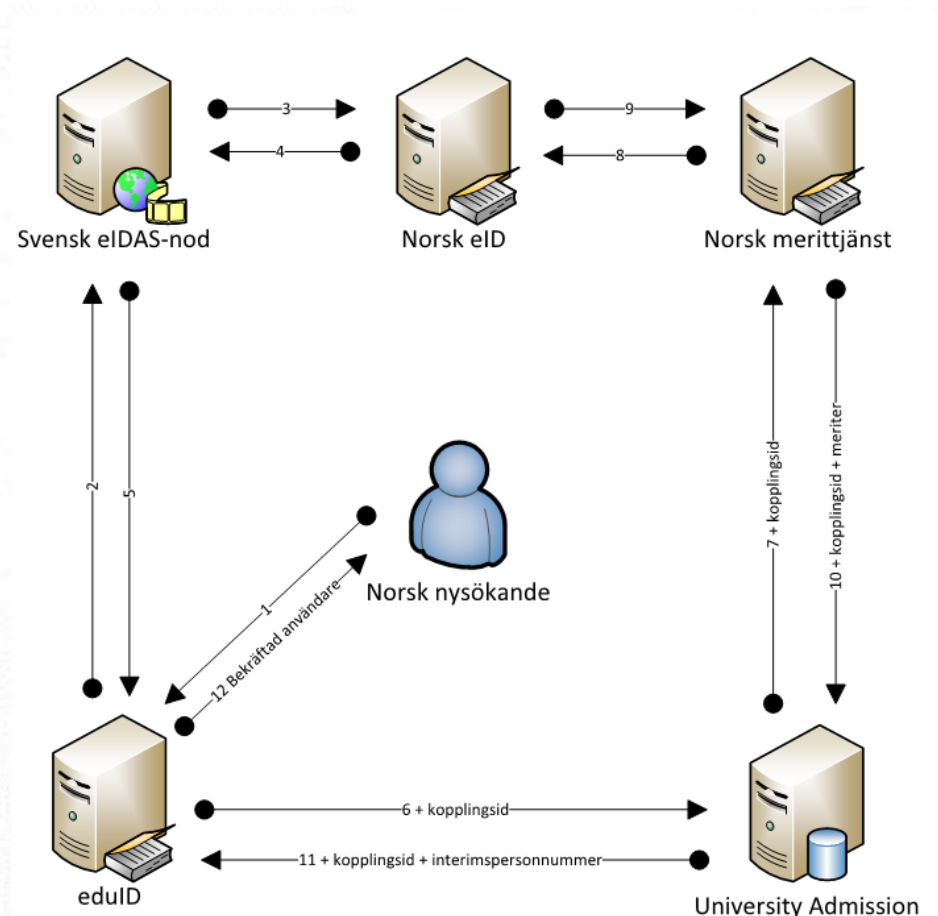 3
9
4
8
Svensk eIDAS-nod
Norsk eID
Norsk merittjänst
2
5
7 + kopplingsid
10 + kopplingsid + meriter
Norsk nysökande
1
12 Bekräftad användare
6 + kopplingsid
11 + kopplingsid + interimspersonnummer
eduID
University Admission